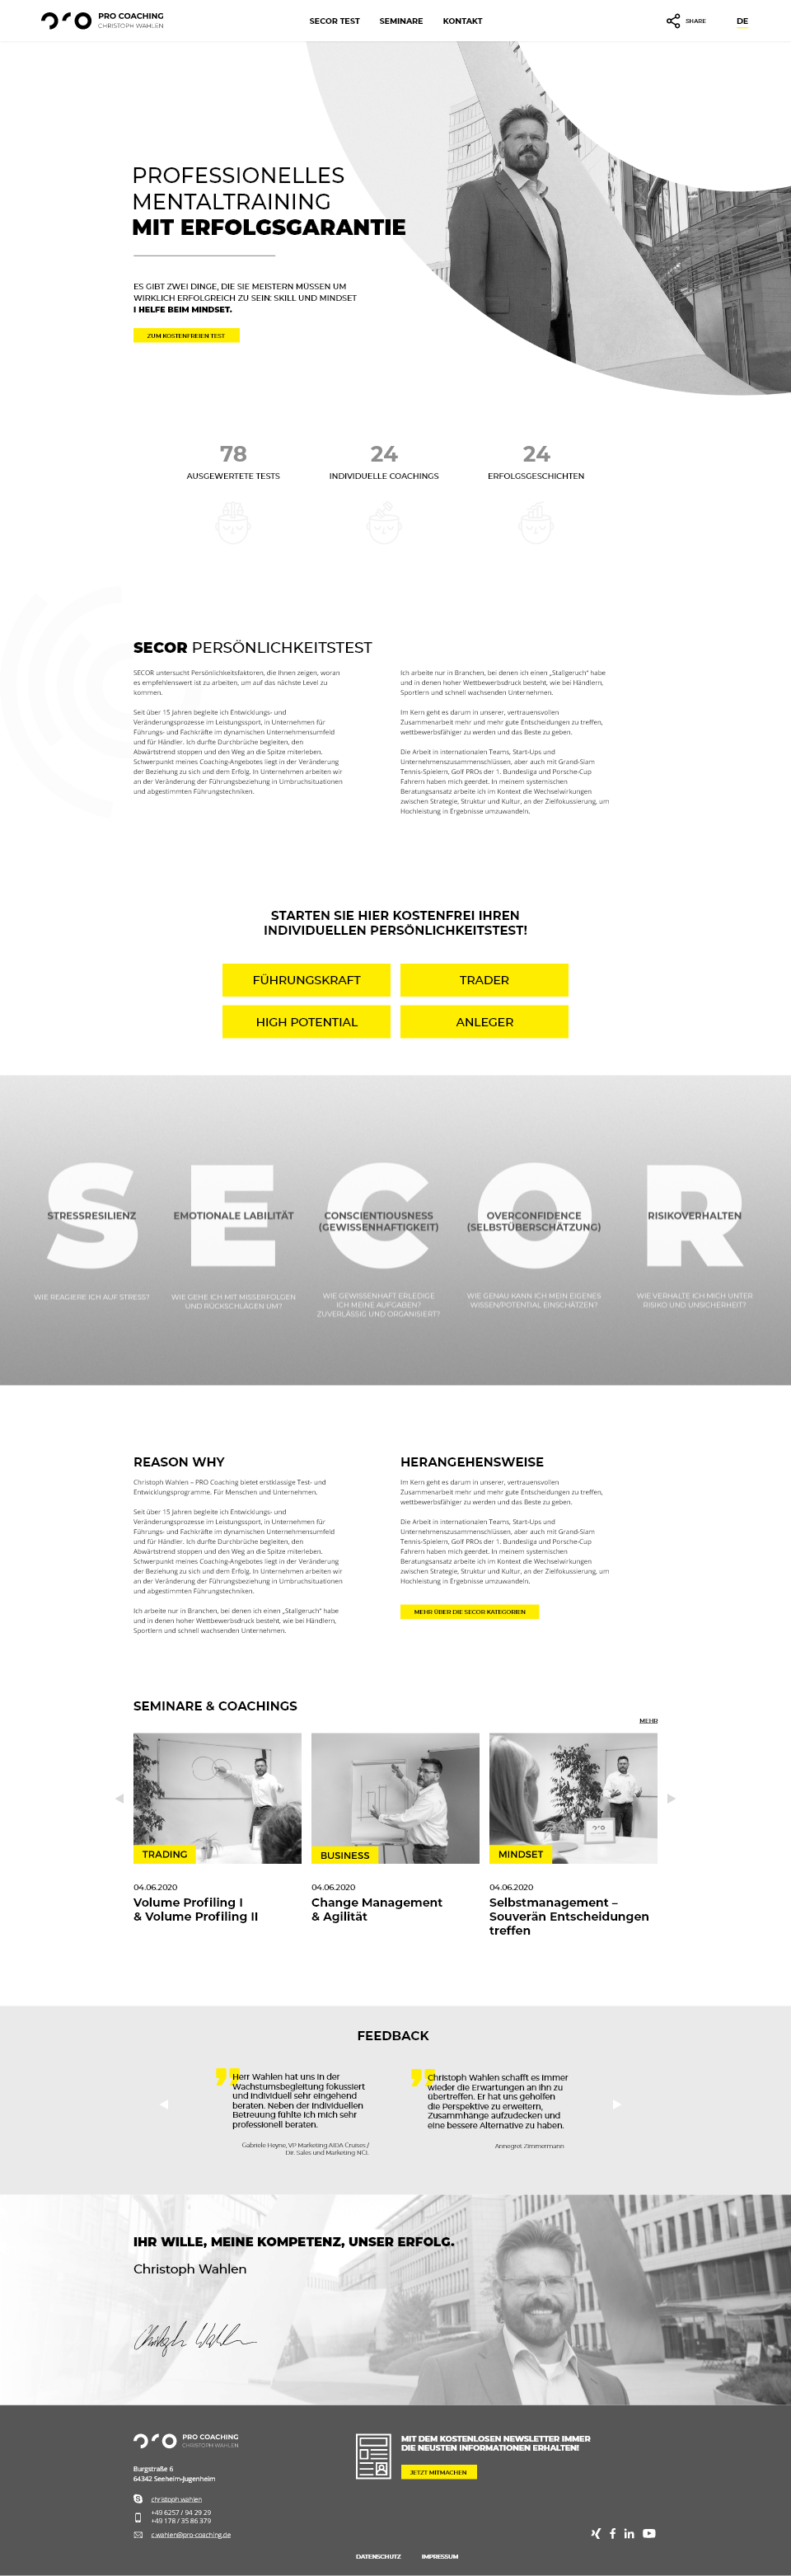 PRO COACHING
CHRISTOPH WAHLEN
SECOR TEST
SEMINARE
KONTAKT
SHARE
DE
PROFESSIONELLES
MENTALTRAINING
MIT ERFOLGSGARANTIE
ES GIBT ZWEI DINGE, DIE SIE MEISTERN MÜSSEN UM
WIRKLICH ERFOLGREICH ZU SEIN: SKILL UND MINDSET
I HELFE BEIM MINDSET.
ZUM KOSTENFREIEN TEST
78
AUSGEWERTETE TESTS
24
INDIVIDUELLE COACHINGS
24
ERFOLGSGESCHICHTEN
SECOR PERSÖNLICHKEITSTEST
SECOR untersucht Persönlichkeitsfaktoren, die Ihnen zeigen, woran
es empfehlenswert ist zu arbeiten, um auf das nächste Level zu
kommen.
Seit über 15 Jahren begleite ich Entwicklungs- und
Veränderungsprozesse im Leistungssport, in Unternehmen für
Führungs- und Fachkräfte im dynamischen Unternehmensumfeld
und für Händler. Ich durfte Durchbrüche begleiten, den
Abwärtstrend stoppen und den Weg an die Spitze miterleben.
Schwerpunkt meines Coaching-Angebotes liegt in der Veränderung
der Beziehung zu sich und dem Erfolg. In Unternehmen arbeiten wir
an der Veränderung der Führungsbeziehung in Umbruchsituationen
und abgestimmten Führungstechniken.
Ich arbeite nur in Branchen, bei denen ich einen „Stallgeruch“ habe
und in denen hoher Wettbewerbsdruck besteht, wie bei Händlern,
Sportlern und schnell wachsenden Unternehmen.
Im Kern geht es darum in unserer, vertrauensvollen
Zusammenarbeit mehr und mehr gute Entscheidungen zu treffen,
wettbewerbsfähiger zu werden und das Beste zu geben.
Die Arbeit in internationalen Teams, Start-Ups und
Unternehmenszusammenschlüssen, aber auch mit Grand-Slam
Tennis-Spielern, Golf PROs der 1. Bundesliga und Porsche-Cup
Fahrern haben mich geerdet. In meinem systemischen
Beratungsansatz arbeite ich im Kontext die Wechselwirkungen
zwischen Strategie, Struktur und Kultur, an der Zielfokussierung, um
Hochleistung in Ergebnisse umzuwandeln.
STARTEN SIE HIER KOSTENFREI IHREN
INDIVIDUELLEN PERSÖNLICHKEITSTEST!
FÜHRUNGSKRAFT
TRADER
HIGH POTENTIAL
ANLEGER
SECOR
STRESSRESILIENZ
WIE REAGIERE ICH AUF STRESS?
EMOTIONALE LABILITÄT
WIE GEHE ICH MIT MISSERFOLGEN
UND RÜCKSCHLÄGEN UM?
CONSCIENTIOUSNESS
(GEWISSENHAFTIGKEIT)
WIE GEWISSENHAFT ERLEDIGE
ICH MEINE AUFGABEN?
ZUVERLÄSSIG UND ORGANISIERT?
OVERCONFIDENCE
(SELBSTÜBERSCHÄTZUNG)
WIE GENAU KANN ICH MEIN EIGENES
WISSEN/POTENTIAL EINSCHÄTZEN?
RISIKOVERHALTEN
WIE VERHALTE ICH MICH UNTER
RISIKO UND UNSICHERHEIT?
REASON WHY
Christoph Wahlen – PRO Coaching bietet erstklassige Test- und
Entwicklungsprogramme. Für Menschen und Unternehmen.
Seit über 15 Jahren begleite ich Entwicklungs- und
Veränderungsprozesse im Leistungssport, in Unternehmen für
Führungs- und Fachkräfte im dynamischen Unternehmensumfeld
und für Händler. Ich durfte Durchbrüche begleiten, den
Abwärtstrend stoppen und den Weg an die Spitze miterleben.
Schwerpunkt meines Coaching-Angebotes liegt in der Veränderung
der Beziehung zu sich und dem Erfolg. In Unternehmen arbeiten wir
an der Veränderung der Führungsbeziehung in Umbruchsituationen
und abgestimmten Führungstechniken.
Ich arbeite nur in Branchen, bei denen ich einen „Stallgeruch“ habe
und in denen hoher Wettbewerbsdruck besteht, wie bei Händlern,
Sportlern und schnell wachsenden Unternehmen.
HERANGEHENSWEISE
Im Kern geht es darum in unserer, vertrauensvollen
Zusammenarbeit mehr und mehr gute Entscheidungen zu treffen,
wettbewerbsfähiger zu werden und das Beste zu geben.
Die Arbeit in internationalen Teams, Start-Ups und
Unternehmenszusammenschlüssen, aber auch mit Grand-Slam
Tennis-Spielern, Golf PROs der 1. Bundesliga und Porsche-Cup
Fahrern haben mich geerdet. In meinem systemischen
Beratungsansatz arbeite ich im Kontext die Wechselwirkungen
zwischen Strategie, Struktur und Kultur, an der Zielfokussierung, um
Hochleistung in Ergebnisse umzuwandeln.
MEHR ÜBER DIE SECOR KATEGORIEN
SEMINARE & COACHINGS
MEHR
TRADING
04.06.2020
Volume Profiling I
& Volume Profiling II
BUSINESS
04.06.2020
Change Management
& Agilität
MINDSET
04.06.2020
Selbstmanagement –
Souverän Entscheidungen
treffen
FEEDBACK
Herr Wahlen hat uns in der
Wachstumsbegleitung fokussiert
und individuell sehr eingehend
beraten. Neben der individuellen
Betreuung fühlte ich mich sehr
professionell beraten.
Gabriele Heyne, VP Marketing AIDA Cruises /
Dir. Sales und Marketing NCL
Christoph Wahlen schafft es immer
wieder die Erwartungen an ihn zu
übertreffen. Er hat uns geholfen
die Perspektive zu erweitern,
Zusammhänge aufzudecken und
eine bessere Alternative zu haben.
Annegret Zimmermann
IHR WILLE, MEINE KOMPETENZ, UNSER ERFOLG.
Christoph Wahlen
Christoph Wahlen
PRO COACHING
CHRISTOPH WAHLEN
Burgstraße 6
64342 Seeheim-Jugenheim
christoph.wahlen
+49 6257 / 94 29 29
+49 178 / 35 86 379
c.wahlen@pro-coaching.de
MIT DEM KOSTENLOSEN NEWSLETTER IMMER
DIE NEUSTEN INFORMATIONEN ERHALTEN!
JETZT MITMACHEN
DATENSCHUTZ
IMPRESSUM